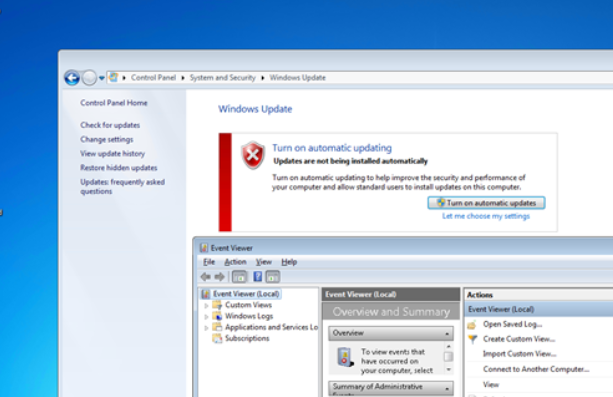 Control Panel ▸ System and Security ▸ Windows Update
Control Panel Home
Check for updates
Change settings
View update history
Restore hidden updates
Updates: frequently asked
questions
Windows Update
Turn on automatic updating
Updates are not being installed automatically
Turn on automatic updating to help improve the security and performance of
your computer and allow standard users to install updates on this computer.
Turn on automatic updates
Let me choose my settings
Event Viewer
File Action View Help
Event Viewer (Local)
Custom Views
Windows Logs
Applications and Services Lo
Subscriptions
Event Viewer (Local)
Overview and Summary
Overview
To view events that
have occurred on
your computer, select
Summary of Administrative
Actions
Event Viewer (Local)
Open Saved Log...
Create Custom View...
Import Custom View...
Connect to Another Computer...
View